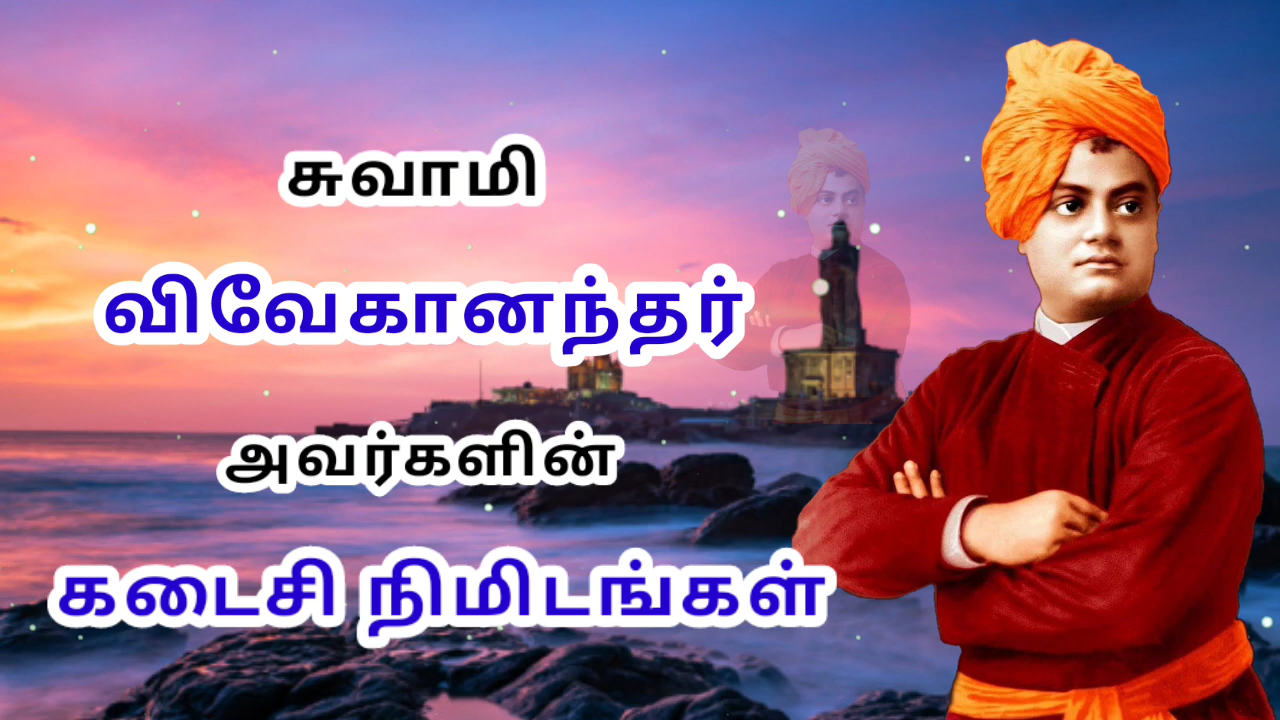 சுவாமி
விவேகானந்தர்
அவர்களின்
கடைசி நிமிடங்கள்